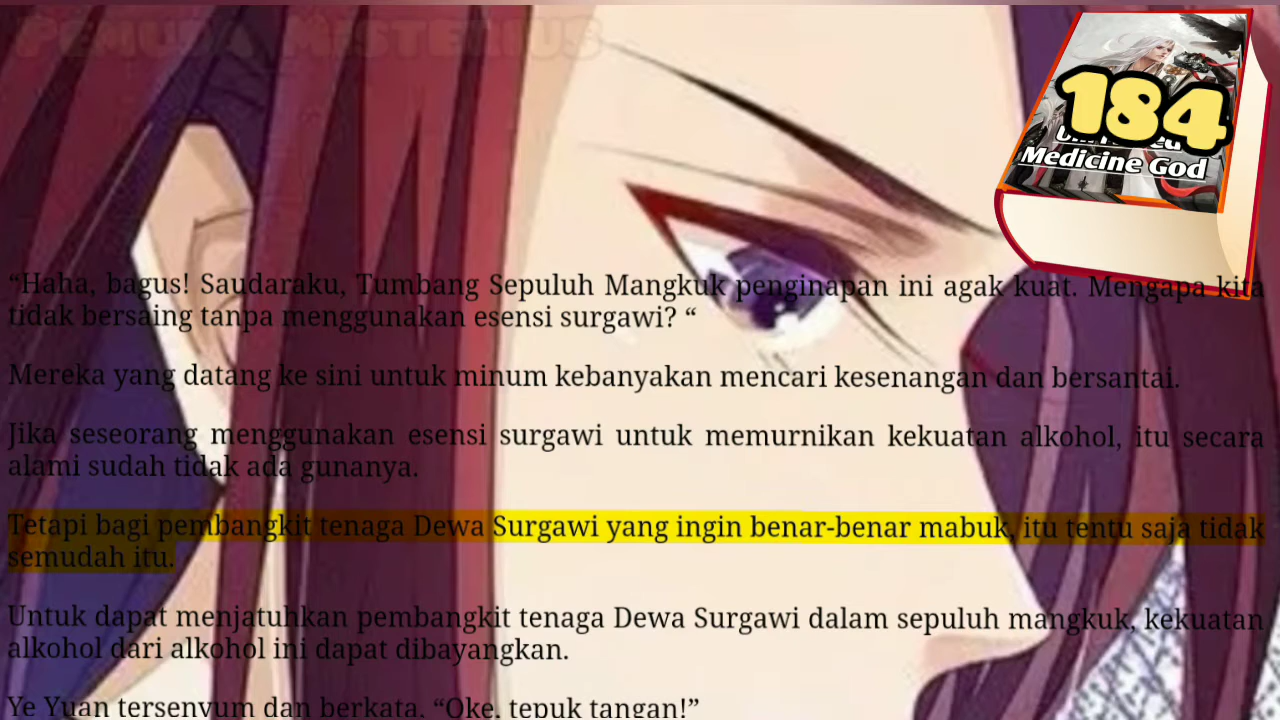 PEMUDA MISTERIUS
184
Medicine God
“Haha, bagus! Saudaraku, Tumbang Sepuluh Mangkuk penginapan ini agak kuat. Mengapa kita
tidak bersaing tanpa menggunakan esensi surgawi? “
Mereka yang datang ke sini untuk minum kebanyakan mencari kesenangan dan bersantai.
Jika seseorang menggunakan esensi surgawi untuk memurnikan kekuatan alkohol, itu secara
alami sudah tidak ada gunanya.
Tetapi bagi pembangkit tenaga Dewa Surgawi yang ingin benar-benar mabuk, itu tentu saja tidak
semudah itu.
Untuk dapat menjatuhkan pembangkit tenaga Dewa Surgawi dalam sepuluh mangkuk, kekuatan
alkohol dari alkohol ini dapat dibayangkan.
Ye Yuan tersenyum dan berkata, “Oke, tepuk tangan!”